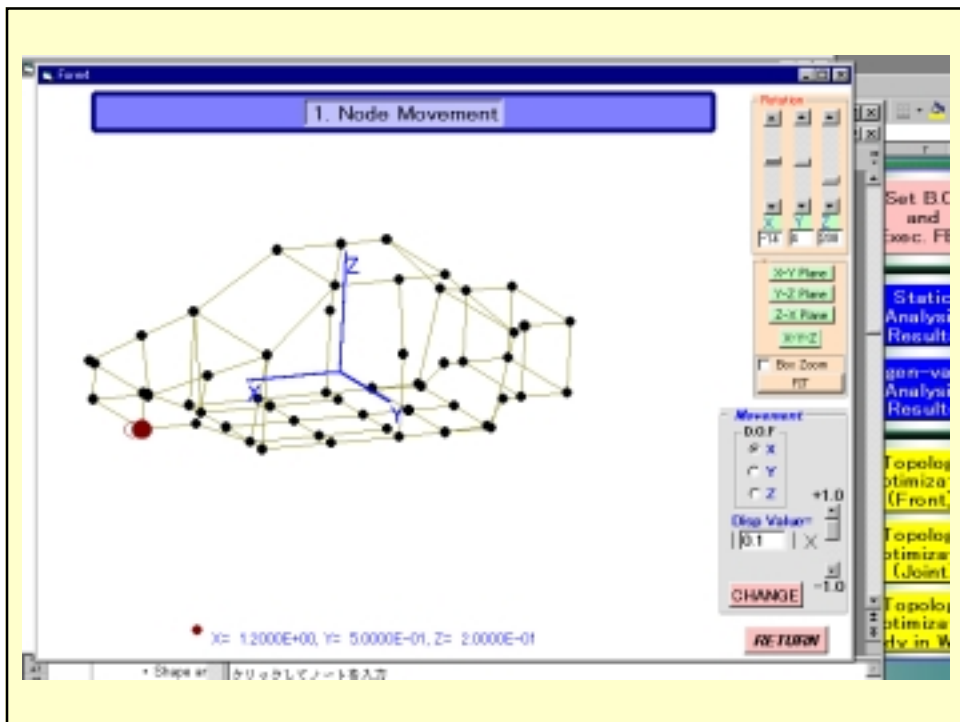 Form1
1. Node Movement
Rotation
X Y Z
X-Y Plane
Y-Z Plane
Z-X Plane
X-Y-Z
Box Zoom
FIT
Movement
D.O.F
X
Y
Z
+1.0
Disp Value=
0.1
X
-1.0
CHANGE
RETURN
X
Z
Y
X= 1.2000E+00, Y= 5.0000E-01, Z= 2.0000E-01
Set B.C
and
Exec. FE
Static
Analysi
Result
gen-va
Analysi
Result
Topolog
ptimiza
(Front)
Topolog
ptimiza
(Joint)
Topolog
ptimiza
dy in W
・ Shape an
クリックしてノートを入力